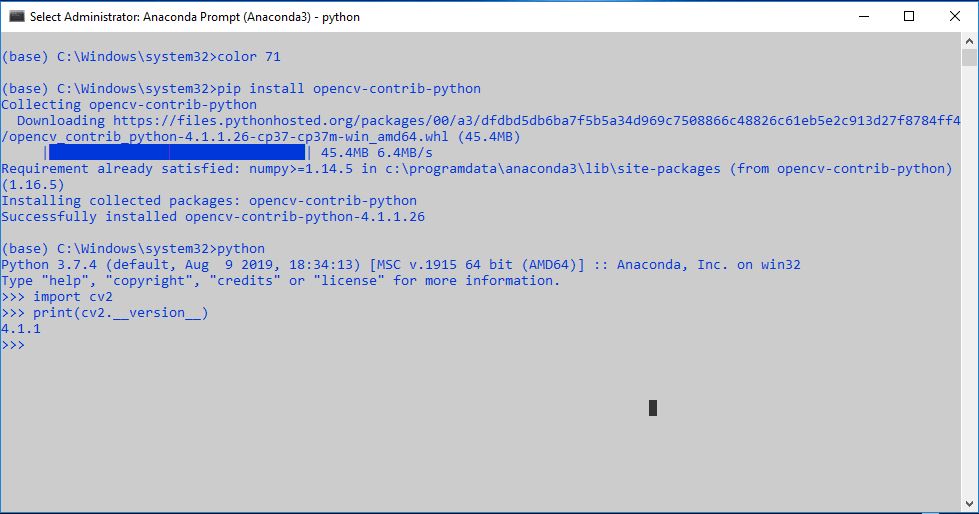 Select Administrator: Anaconda Prompt (Anaconda3) - python
(base) C:\Windows\system32>color 71
(base) C:\Windows\system32>pip install opencv-contrib-python
Collecting opencv-contrib-python
Downloading https://files.pythonhosted.org/packages/00/a3/dfdbd5db6ba7f5b5a34d969c7508866c48826c61eb5e2c913d27f8784ff4
/opencv_contrib_python-4.1.1.26-cp37-cp37m-win_amd64.whl (45.4MB)
|████████████████████████████████| 45.4MB 6.4MB/s
Requirement already satisfied: numpy>=1.14.5 in c:\programdata\anaconda3\lib\site-packages (from opencv-contrib-python)
(1.16.5)
Installing collected packages: opencv-contrib-python
Successfully installed opencv-contrib-python-4.1.1.26
(base) C:\Windows\system32>python
Python 3.7.4 (default, Aug  9 2019, 18:34:13) [MSC v.1915 64 bit (AMD64)] :: Anaconda, Inc. on win32
Type "help", "copyright", "credits" or "license" for more information.
>>> import cv2
>>> print(cv2.__version__)
4.1.1
>>>